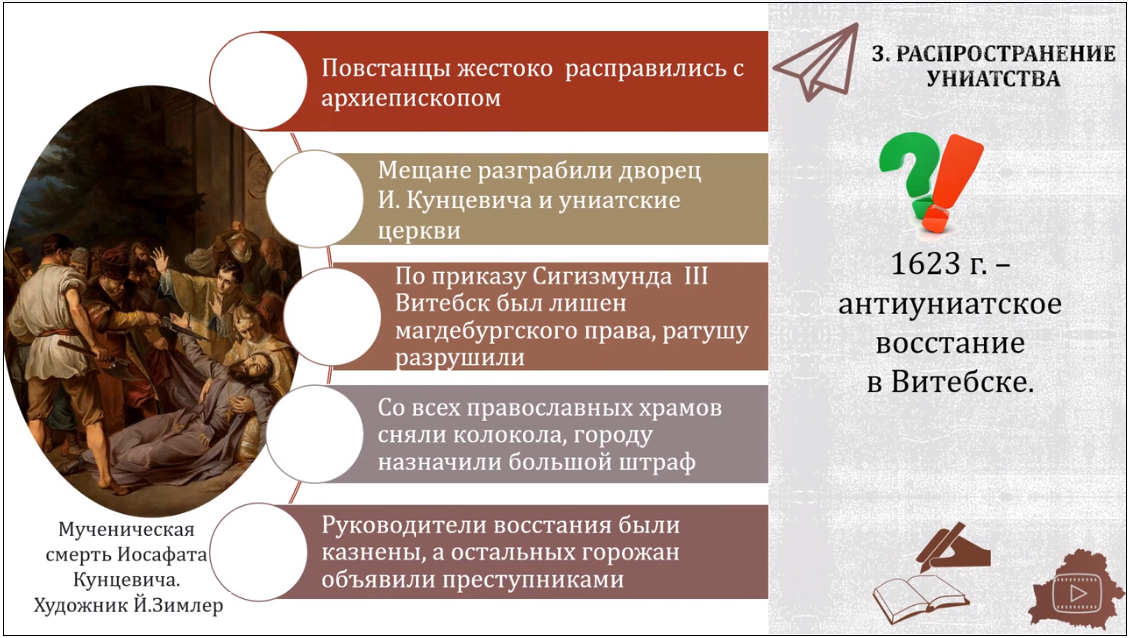 Повстанцы жестоко расправились с
архиепископом
Мещане разграбили дворец
И. Кунцевича и униатские
церкви
По приказу Сигизмунда III
Витебск был лишен
магдебургского права, ратушу
разрушили
Со всех православных храмов
сняли колокола, городу
назначили большой штраф
Руководители восстания были
казнены, а остальных горожан
объявили преступниками
Мученическая
смерть Иосафата
Кунцевича.
Художник Й.Зимлер
3. РАСПРОСТРАНЕНИЕ
УНИАТСТВА
?!
1623 г. –
антиуниатское
восстание
в Витебске.